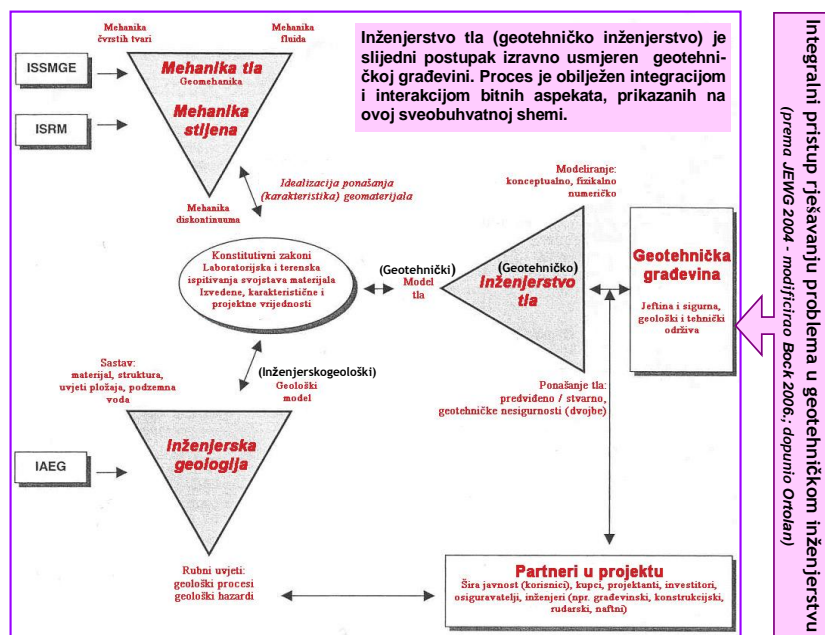 Mehanika
čvrstih tvari
Mehanika
fluida
ISSMGE
Mehanika tla
Geomehanika
Mehanika
stijena
ISRM
Mehanika
diskontinuuma
Inženjerstvo tla (geotehničko inženjerstvo) je
slijedni postupak izravno usmjeren geotehni-
čkoj građevini. Proces je obilježen integracijom
i interakcijom bitnih aspekata, prikazanih na
ovoj sveobuhvatnoj shemi.
Idealizacija ponašanja
(karakteristika) geomaterijala
Modeliranje:
konceptualno, fizikalno
numeričko
Konstitutivni zakoni
Laboratorijska i terenska
ispitivanja svojstava materijala
Izvedene, karakteristične i
projektne vrijednosti
(Geotehnički)
Model
tla
(Geotehničko)
Inženjerstvo
tla
Geotehnička
građevina
Jeftina i sigurna,
geološki i tehnički
održiva
Sastav:
materijal, struktura,
uvjeti pložaja, podzemna
voda
(Inženjerskogeološki)
Geološki
model
Ponašanje tla:
predviđeno / stvarno,
geotehničke nesigurnosti (dvojbe)
IAEG
Inženjerska
geologija
Rubni uvjeti:
geološki procesi
geološki hazardi
Partneri u projektu
Šira javnost (korisnici), kupci, projektanti, investitori,
osiguravatelji, inženjeri (npr. građevinski, konstrukcijski,
rudarski, naftni)
Integralni pristup rješavanju problema u geotehničkom inženjerstvu
(prema JEWG 2004 - modificirao Bock 2006.; dopunio Ortolan)